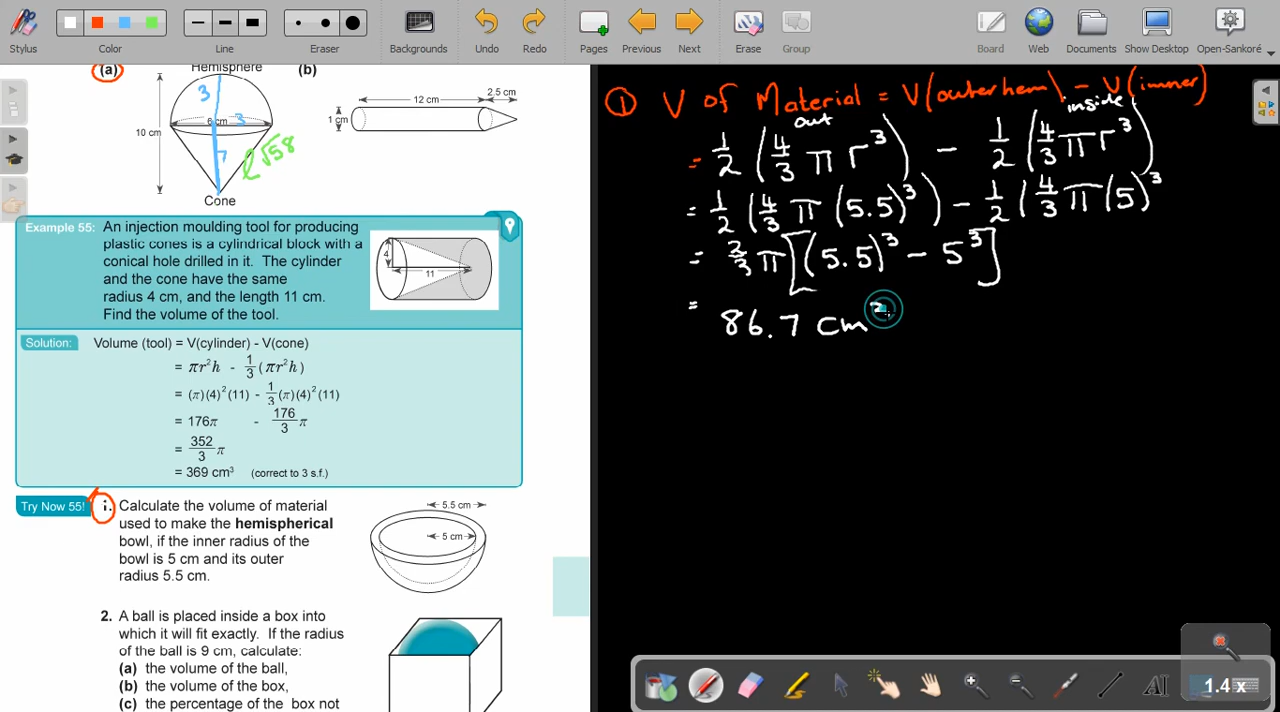 Stylus Color Line Eraser Backgrounds Undo Redo Pages Previous Next Erase Group Board Web Documents Show Desktop Open-Sankoré
(a) Hemisphere (b)
3
6 cm 3
10 cm
7
l √58
Cone
12 cm 2.5 cm
1 cm
Example 55: An injection moulding tool for producing
plastic cones is a cylindrical block with a
conical hole drilled in it. The cylinder
and the cone have the same
radius 4 cm, and the length 11 cm.
Find the volume of the tool.
4
11
Solution: Volume (tool) = V(cylinder) - V(cone)
= πr²h - 1/3 (πr²h)
= (π)(4)²(11) - 1/3 (π)(4)²(11)
= 176π - 176/3 π
= 352/3 π
= 369 cm³ (correct to 3 s.f.)
Try Now 55! 1. Calculate the volume of material
used to make the hemispherical
bowl, if the inner radius of the
bowl is 5 cm and its outer
radius 5.5 cm.
5.5 cm
5 cm
2. A ball is placed inside a box into
which it will fit exactly. If the radius
of the ball is 9 cm, calculate:
(a) the volume of the ball,
(b) the volume of the box,
(c) the percentage of the box not
① V of Material = V(outer hem) - V(inner)
out inside
= 1/2 (4/3 π r³) - 1/2 (4/3 π r³)
= 1/2 (4/3 π (5.5)³) - 1/2 (4/3 π (5)³
= 2/3 π [(5.5)³ - 5³]
= 86.7 cm
1.4 x